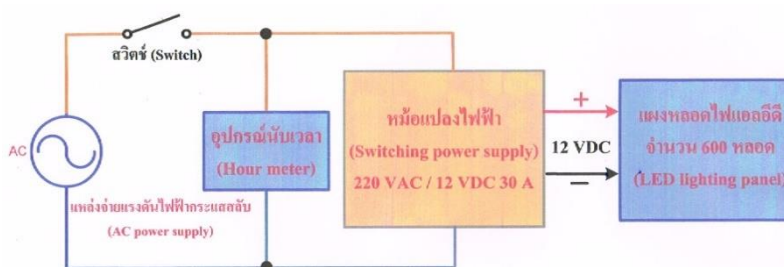 สวิตช์ (Switch)
AC
แหล่งจ่ายแรงดันไฟฟ้ากระแสสลับ
(AC power supply)
อุปกรณ์นับเวลา
(Hour meter)
หม้อแปลงไฟฟ้า
(Switching power supply)
220 VAC / 12 VDC 30 A
+
12 VDC
−
แผงหลอดไฟแอลอีดี
จำนวน 600 หลอด
(LED lighting panel)